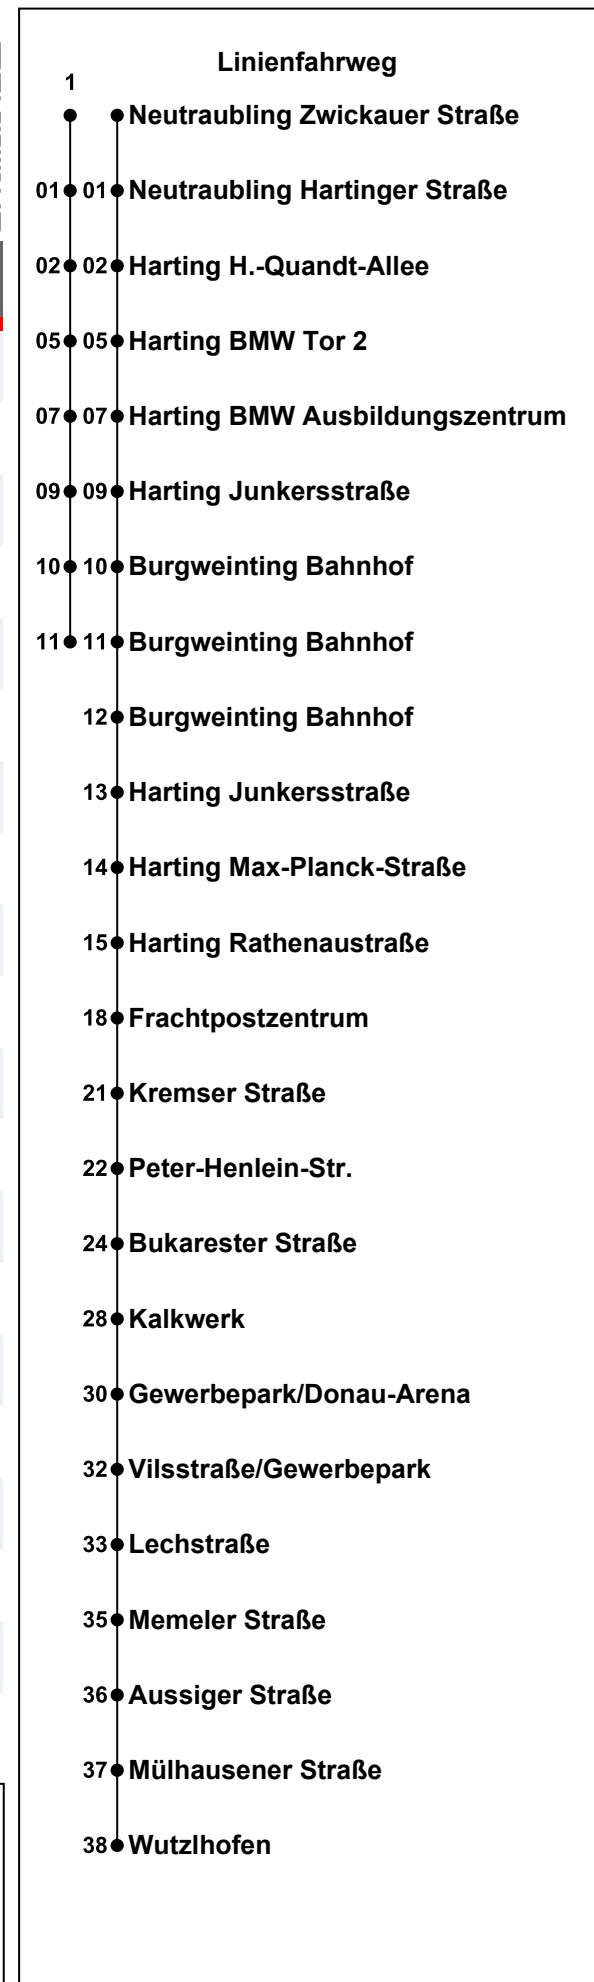 Linienfahrweg
1
Neutraubling Zwickauer Straße
01 01 Neutraubling Hartinger Straße
02 02 Harting H.-Quandt-Allee
05 05 Harting BMW Tor 2
07 07 Harting BMW Ausbildungszentrum
09 09 Harting Junkersstraße
10 10 Burgweinting Bahnhof
11 11 Burgweinting Bahnhof
12 Burgweinting Bahnhof
13 Harting Junkersstraße
14 Harting Max-Planck-Straße
15 Harting Rathenaustraße
18 Frachtpostzentrum
21 Kremser Straße
22 Peter-Henlein-Str.
24 Bukarester Straße
28 Kalkwerk
30 Gewerbepark/Donau-Arena
32 Vilsstraße/Gewerbepark
33 Lechstraße
35 Memeler Straße
36 Aussiger Straße
37 Mülhausener Straße
38 Wutzlhofen